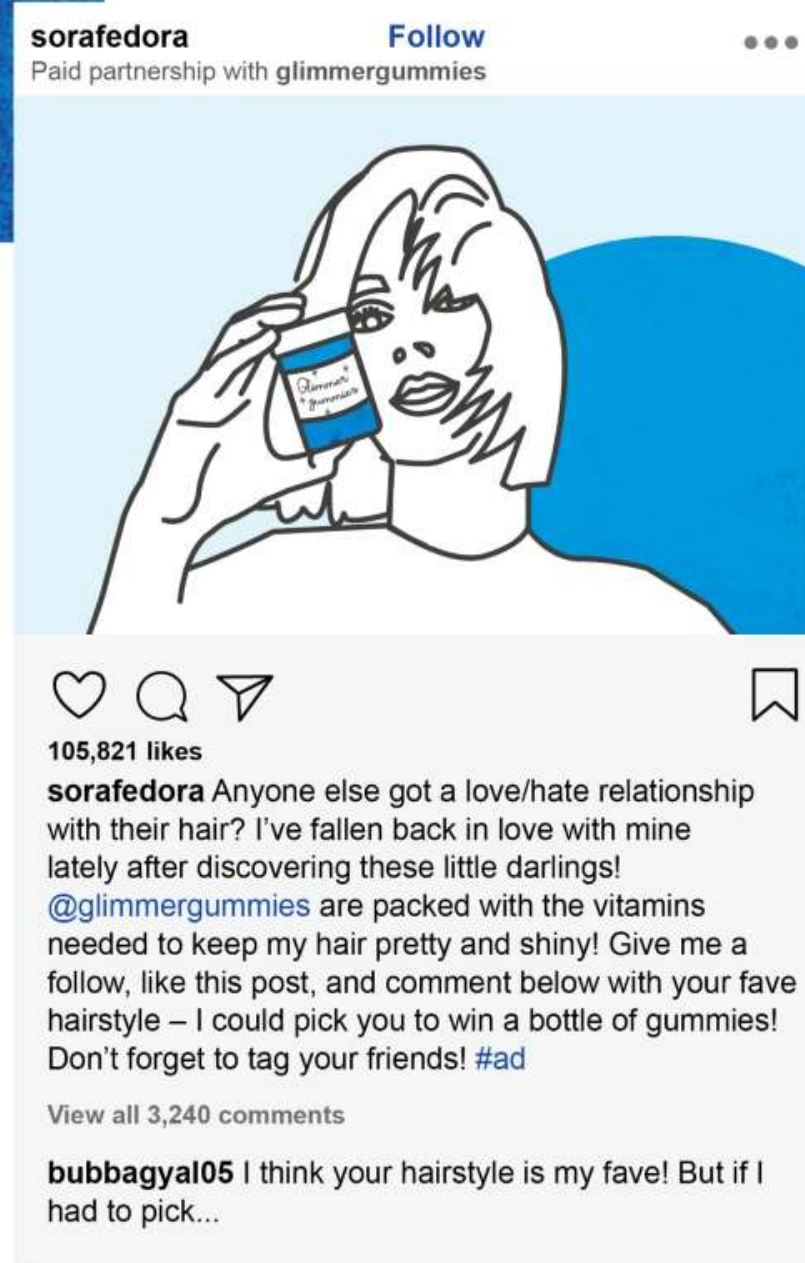 sorafedora Follow
Paid partnership with glimmergummies
Glimmer
gummies
105,821 likes
sorafedora Anyone else got a love/hate relationship
with their hair? I’ve fallen back in love with mine
lately after discovering these little darlings!
@glimmergummies are packed with the vitamins
needed to keep my hair pretty and shiny! Give me a
follow, like this post, and comment below with your fave
hairstyle – I could pick you to win a bottle of gummies!
Don’t forget to tag your friends! #ad
View all 3,240 comments
bubbagyal05 I think your hairstyle is my fave! But if I
had to pick...